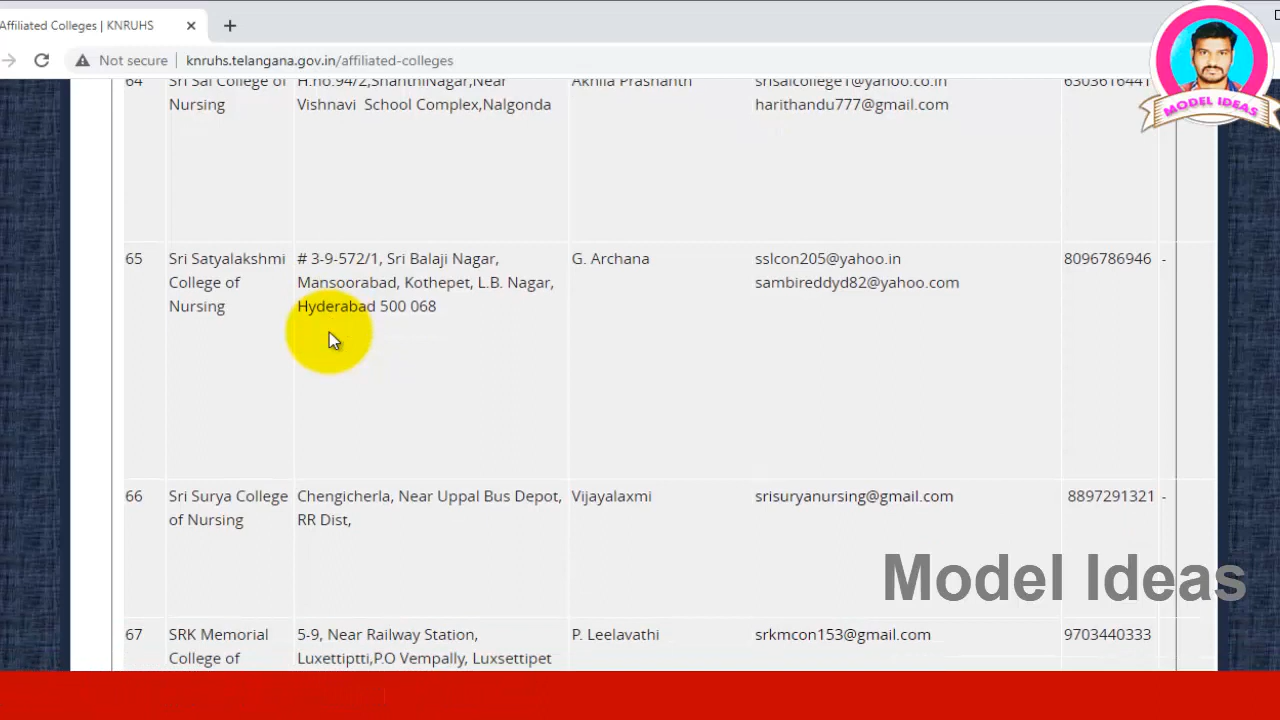 Affiliated Colleges | KNRUHS
Not secure
knruhs.telangana.gov.in/affiliated-colleges
MODEL IDEAS
64
Sri Sai College of
Nursing
H.no.94/2,ShanthiNagar,Near
Vishnavi School Complex,Nalgonda
Akhila Prashanth
srisaicollege1@yahoo.co.in
harithandu777@gmail.com
6303616441
65
Sri Satyalakshmi
College of
Nursing
# 3-9-572/1, Sri Balaji Nagar,
Mansoorabad, Kothepet, L.B. Nagar,
Hyderabad 500 068
G. Archana
sslcon205@yahoo.in
sambireddyd82@yahoo.com
8096786946 -
66
Sri Surya College
of Nursing
Chengicherla, Near Uppal Bus Depot,
RR Dist,
Vijayalaxmi
srisuryanursing@gmail.com
8897291321 -
Model Ideas
67
SRK Memorial
College of
5-9, Near Railway Station,
Luxettiptti,P.O Vempally, Luxsettipet
P. Leelavathi
srkmcon153@gmail.com
9703440333